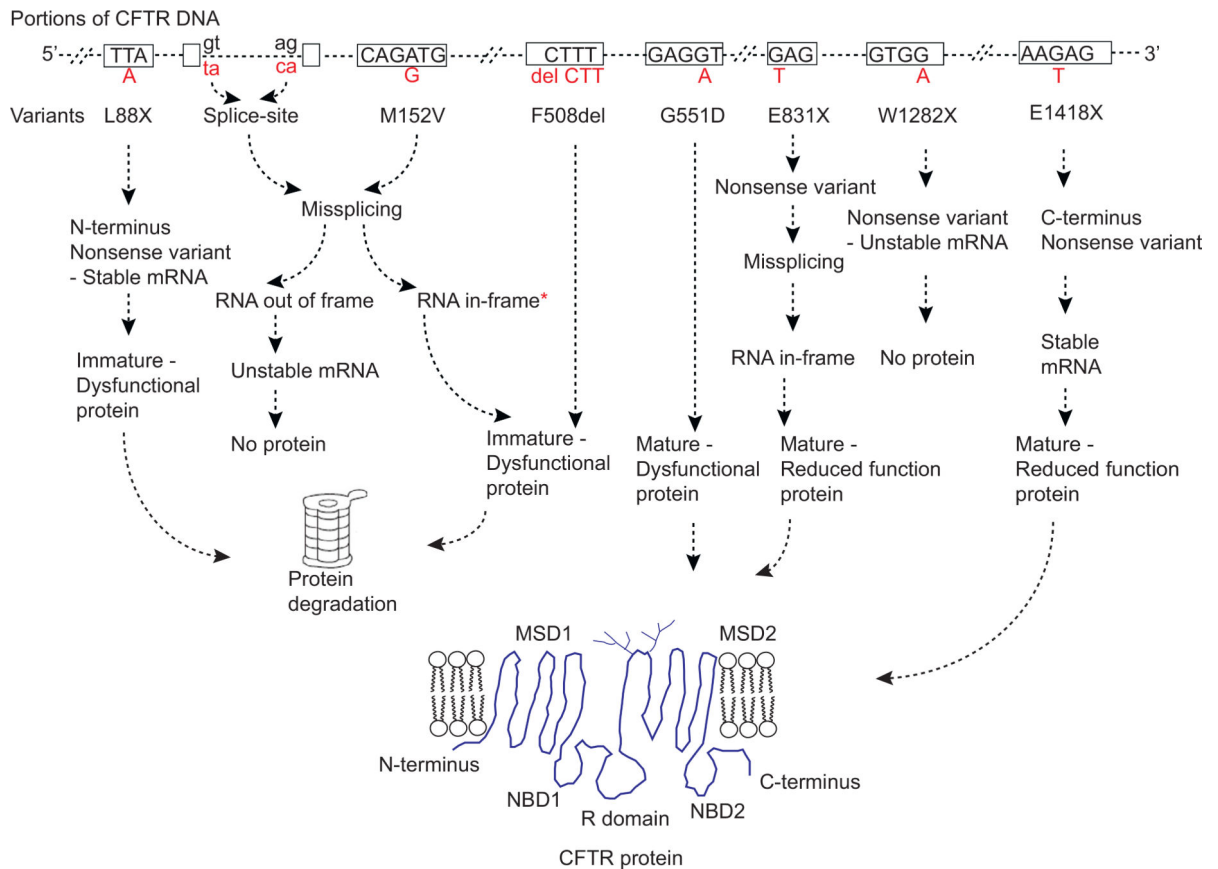 Portions of CFTR DNA
5’ TTA gt ag CAGATG CTTT GAGGT GAG GTGG AAGAG 3’
A ta ca G del CTT A T A T
Variants L88X Splice-site M152V F508del G551D E831X W1282X E1418X
Missplicing
N-terminus
Nonsense variant
- Stable mRNA
RNA out of frame
RNA in-frame*
Nonsense variant
Missplicing
RNA in-frame
Nonsense variant
- Unstable mRNA
No protein
C-terminus
Nonsense variant
Stable
mRNA
Immature -
Dysfunctional
protein
Unstable mRNA
No protein
Immature -
Dysfunctional
protein
Mature -
Dysfunctional
protein
Mature -
Reduced function
protein
Mature -
Reduced function
protein
Protein
degradation
MSD1
MSD2
N-terminus
C-terminus
NBD1
NBD2
R domain
CFTR protein